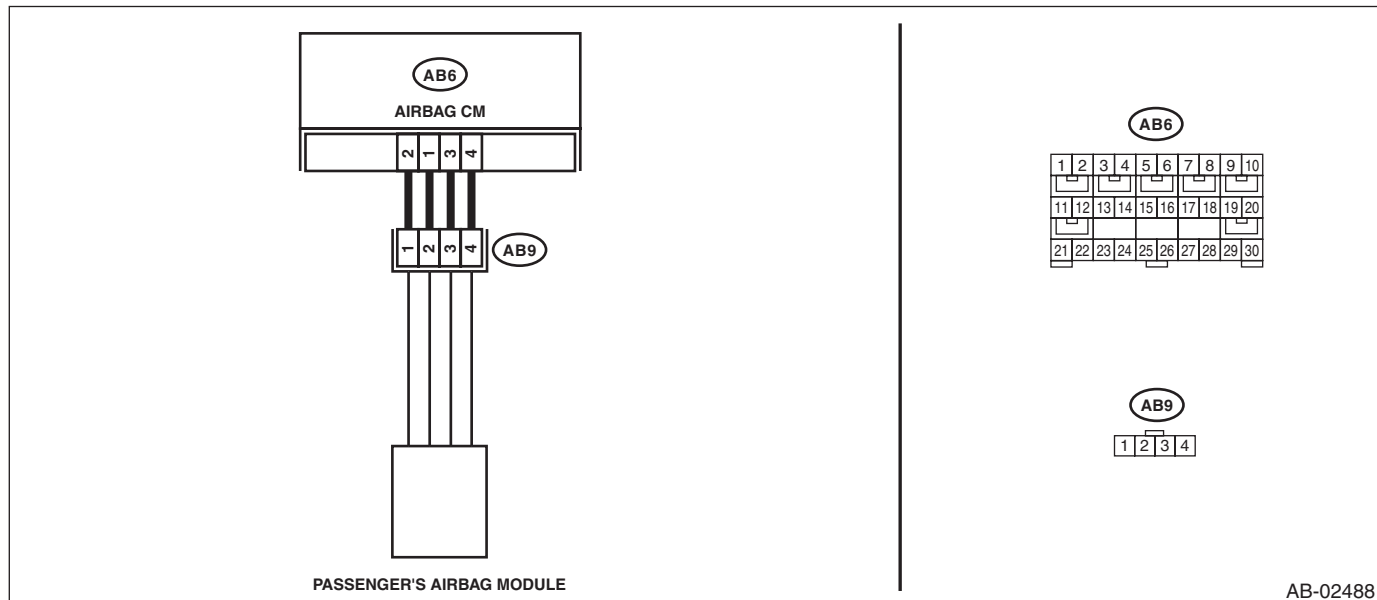 AB6
AIRBAG CM
2 1 3 4
1 2 3 4
AB9
PASSENGER'S AIRBAG MODULE
AB6
1 2 3 4 5 6 7 8 9 10
11 12 13 14 15 16 17 18 19 20
21 22 23 24 25 26 27 28 29 30
AB9
1 2 3 4
AB-02488